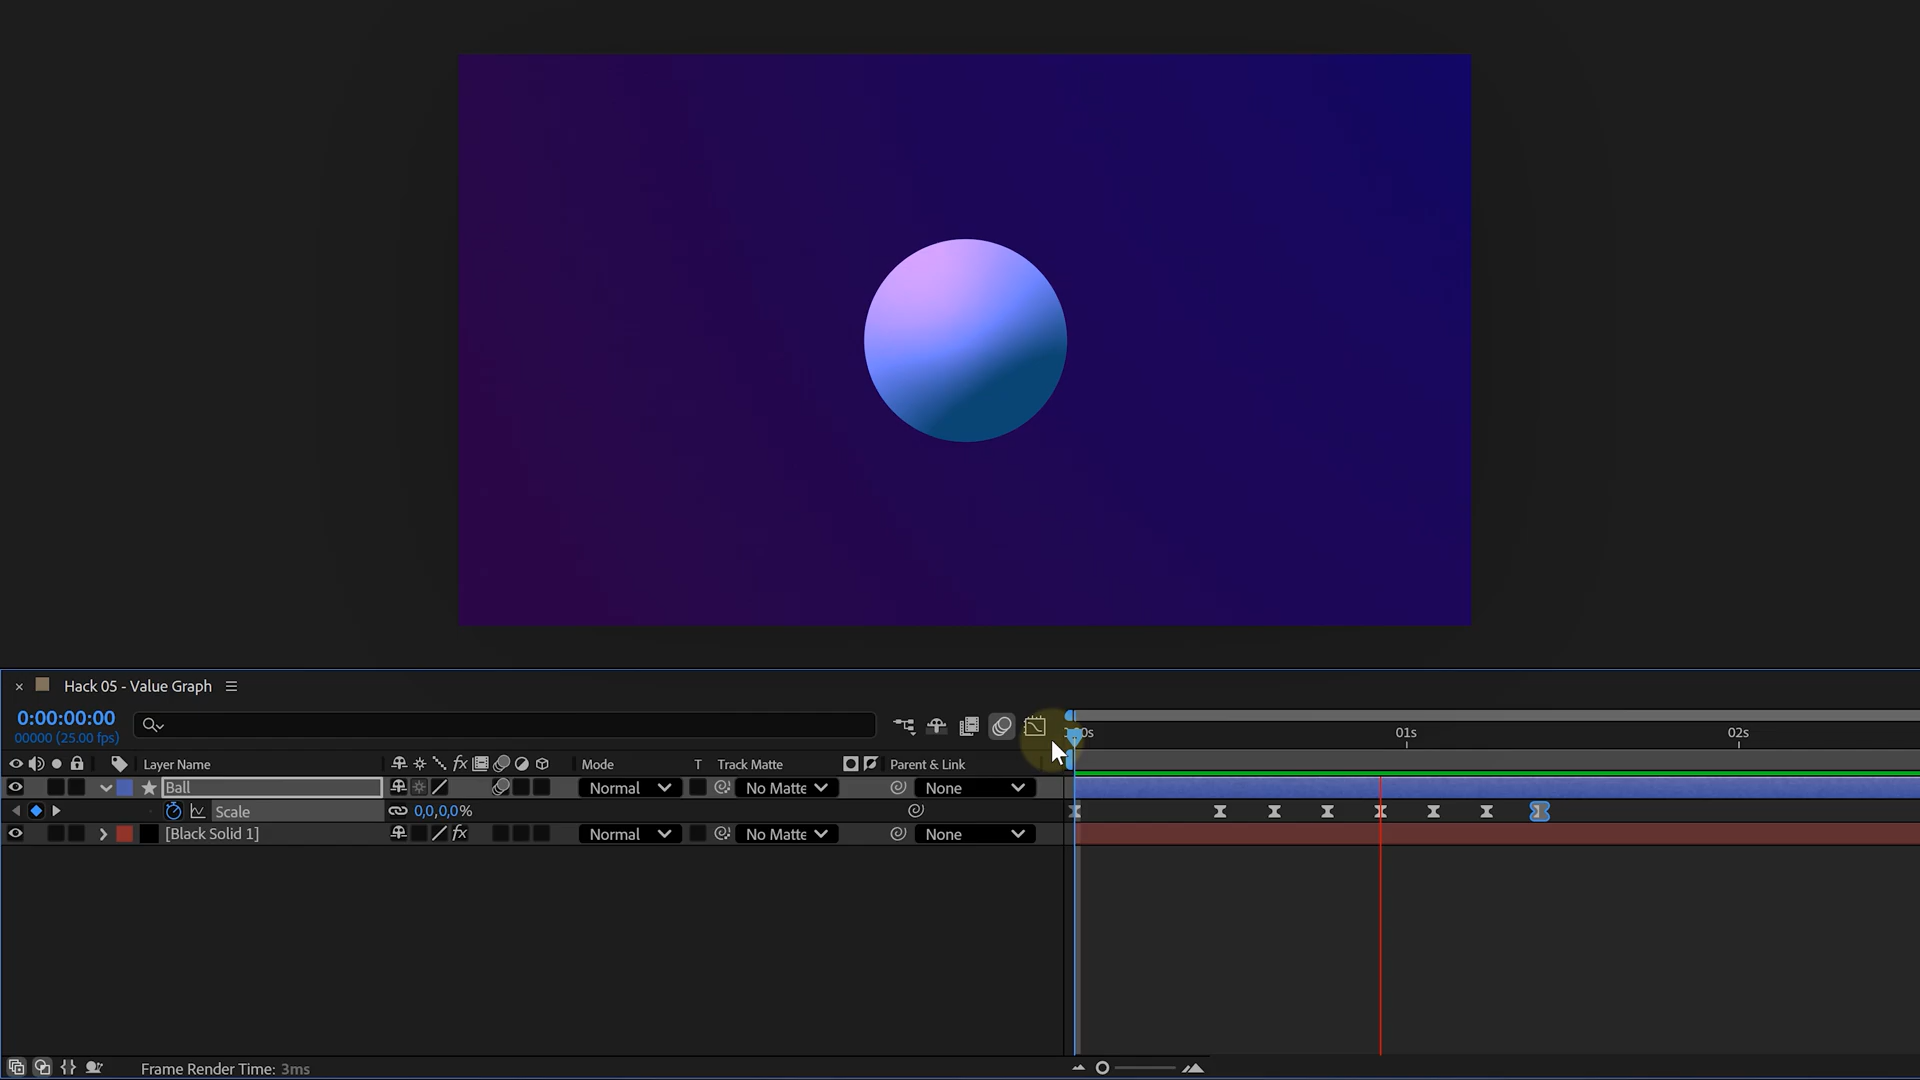 Hack 05 - Value Graph
0:00:00:00
00000 (25.00 fps)
0s 01s 02s
Layer Name fx Mode T Track Matte Parent & Link
Ball Normal No Matte None
Scale 0,0,0,0%
[Black Solid 1] fx Normal No Matte None
Frame Render Time: 3ms